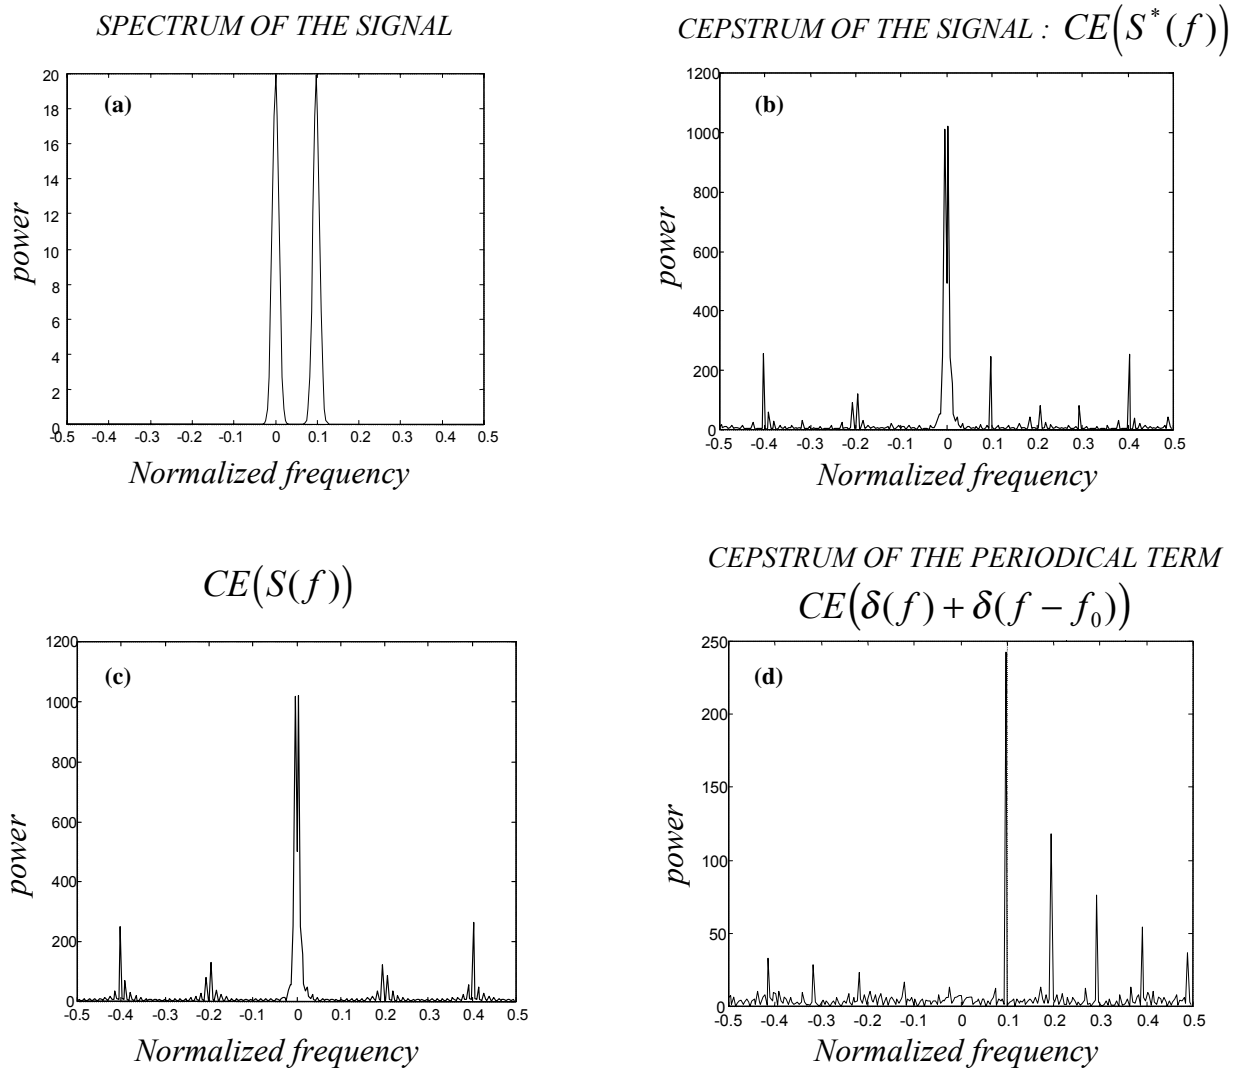 SPECTRUM OF THE SIGNAL
CEPSTRUM OF THE SIGNAL : CE(S*(f))
(a)
20
18
16
14
12
10
8
6
4
2
0
power
-0.5 -0.4 -0.3 -0.2 -0.1 0 0.1 0.2 0.3 0.4 0.5
Normalized frequency
(b)
1200
1000
800
600
400
200
0
power
-0.5 -0.4 -0.3 -0.2 -0.1 0 0.1 0.2 0.3 0.4 0.5
Normalized frequency
CE(S(f))
(c)
1200
1000
800
600
400
200
0
power
-0.5 -0.4 -0.3 -0.2 -0.1 0 0.1 0.2 0.3 0.4 0.5
Normalized frequency
CEPSTRUM OF THE PERIODICAL TERM
CE(δ(f) + δ(f − f₀))
(d)
250
200
150
100
50
0
power
-0.5 -0.4 -0.3 -0.2 -0.1 0 0.1 0.2 0.3 0.4 0.5
Normalized frequency